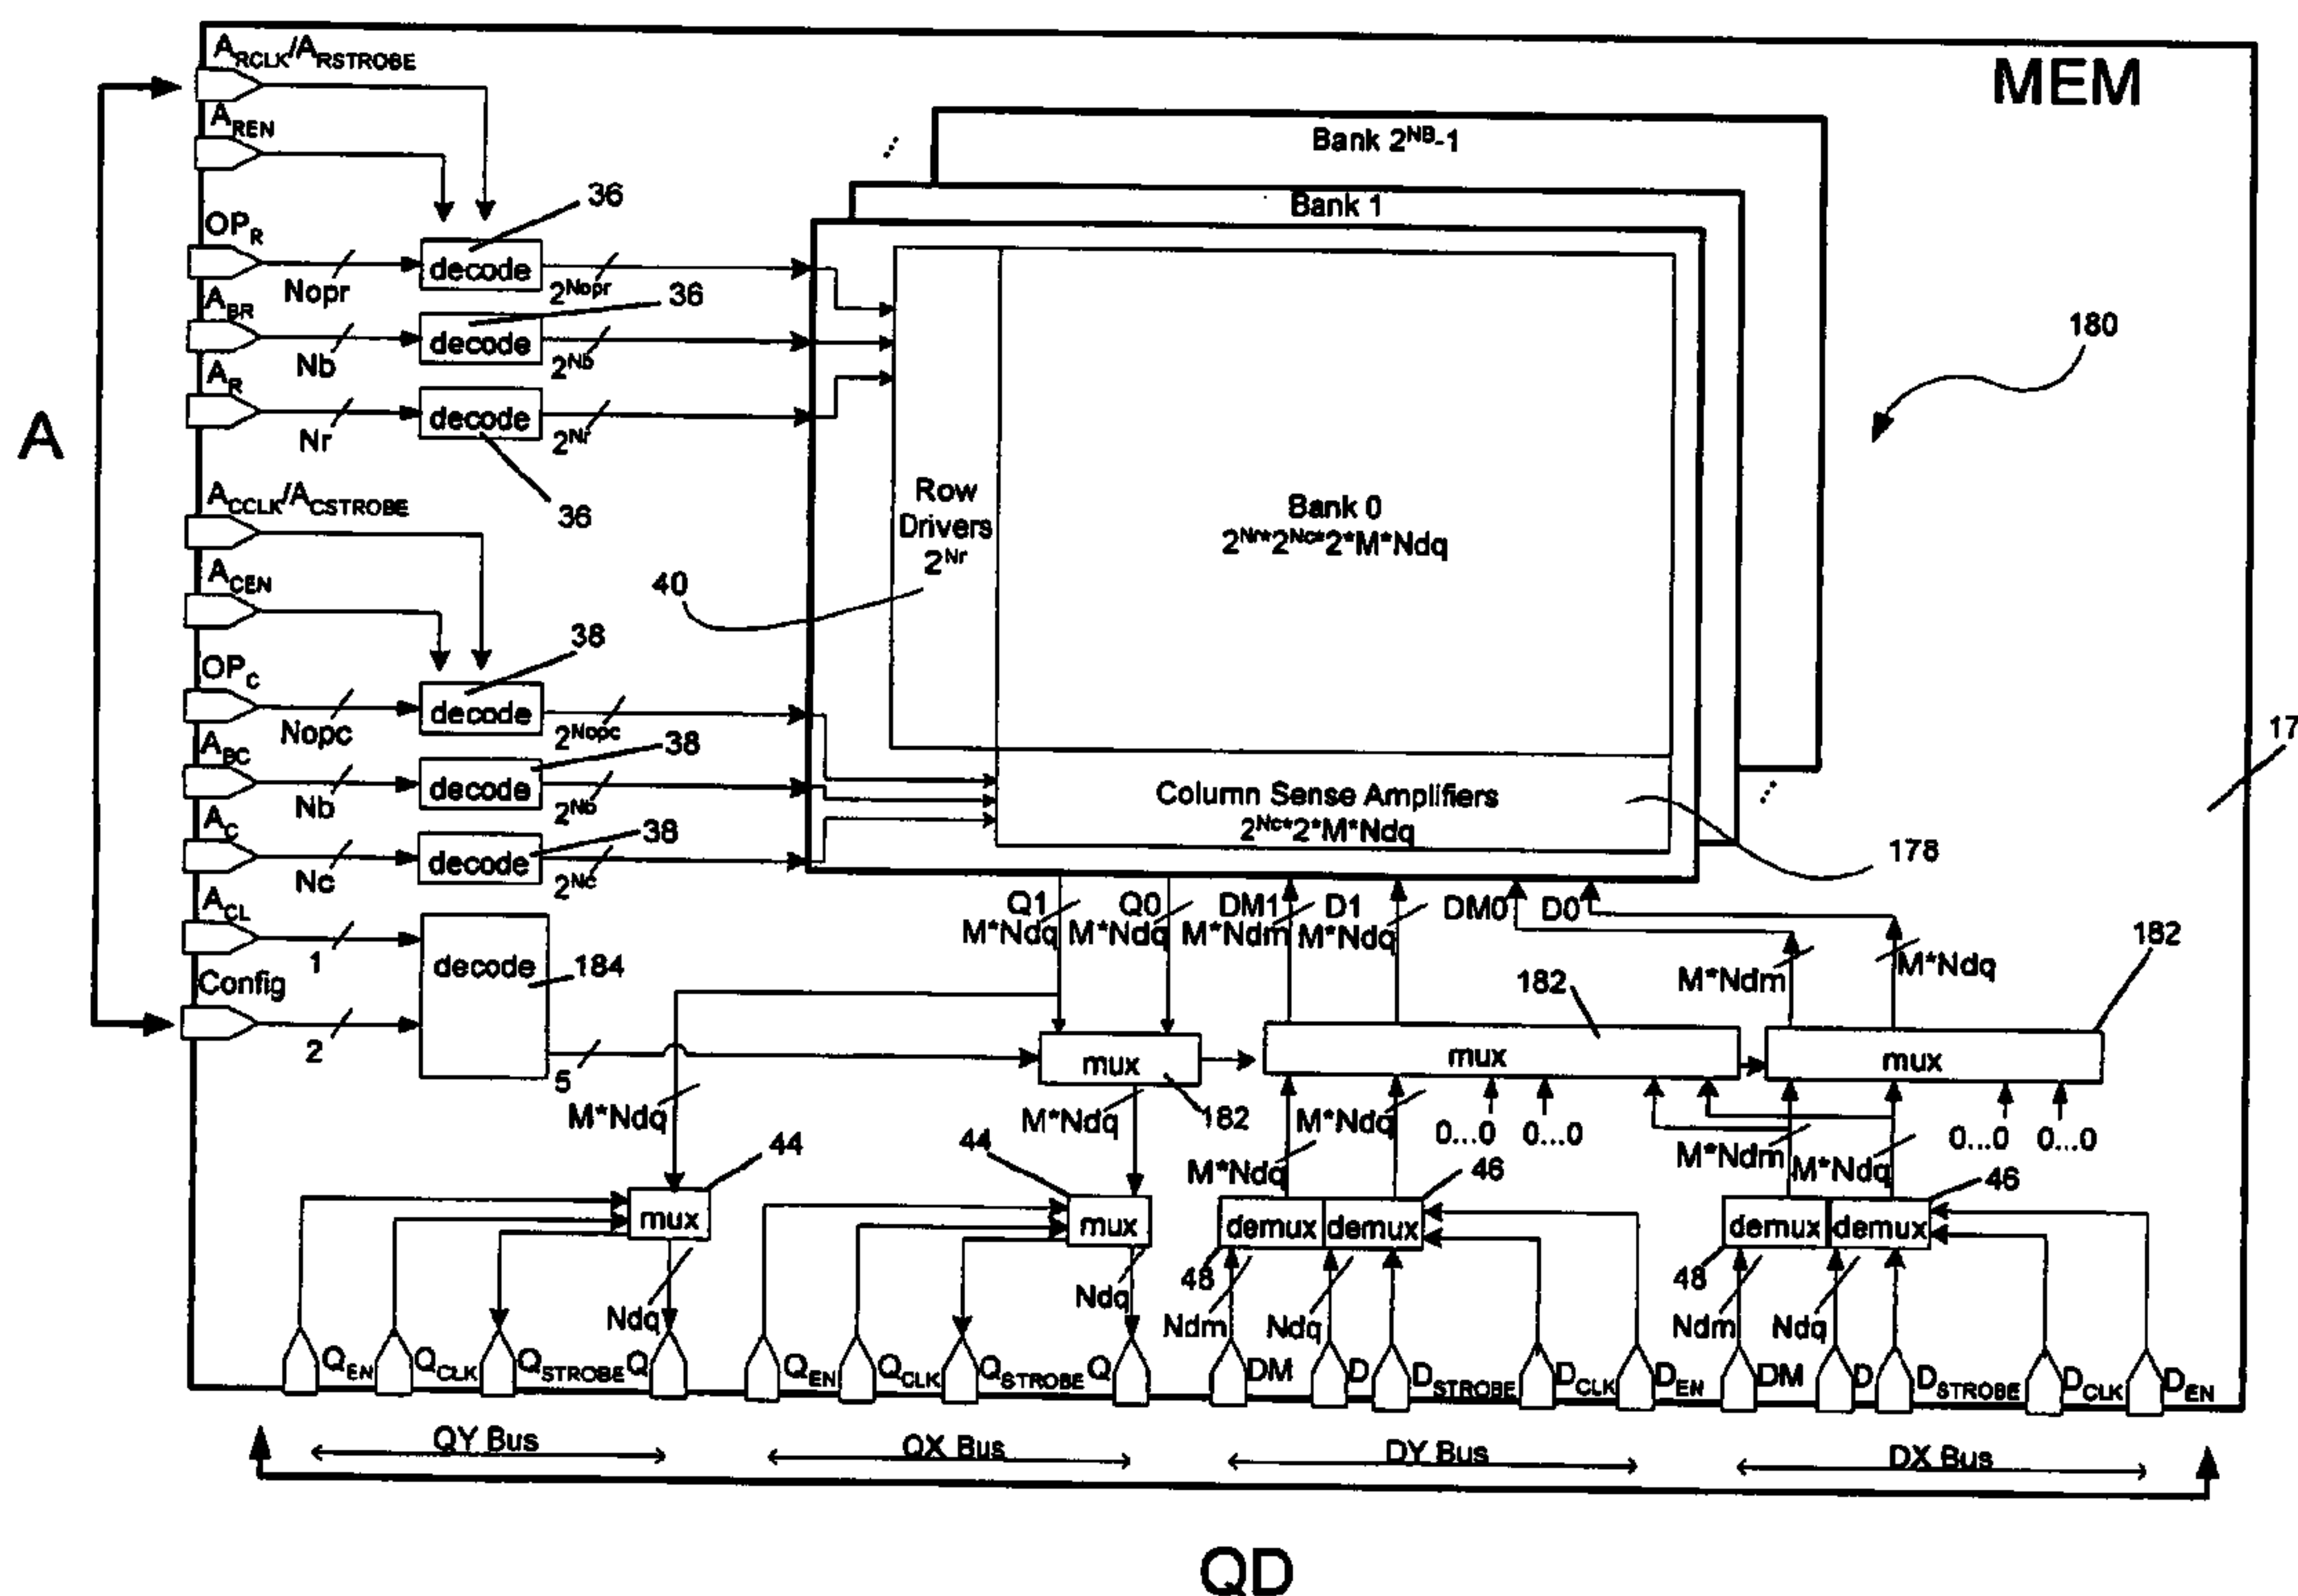 MEM
A
A_RCLK/A_RSTROBE
A_REN
OP_R
Nopr
decode
2^Nopr
36
A_BR
Nb
decode
2^Nb
36
A_R
Nr
decode
2^Nr
36
A_CCLK/A_CSTROBE
A_CEN
OP_C
Nopc
decode
2^Nopc
38
A_BC
Nb
decode
2^Nb
38
A_C
Nc
decode
2^Nc
38
A_CL
1
Config
2
decode
184
5
Bank 2^NB-1
Bank 1
Bank 0
2^Nr*2^Nc*2*M*Ndq
Row
Drivers
2^Nr
40
Column Sense Amplifiers
2^Nc*2*M*Ndq
178
180
17
Q1
M*Ndq
Q0
M*Ndq
DM1
M*Ndm
D1
M*Ndq
DM0
D0
M*Ndm
M*Ndq
182
182
mux
mux
mux
182
M*Ndq
M*Ndq
M*Ndq
M*Ndq
0...0
0...0
M*Ndm
M*Ndq
0...0
0...0
44
mux
44
mux
46
demux
demux
48
46
demux
demux
48
Ndq
Ndq
Ndm
Ndq
Ndm
Ndq
Q_EN
Q_CLK
Q_STROBE
Q
Q_EN
Q_CLK
Q_STROBE
Q
DM
D
D_STROBE
D_CLK
D_EN
DM
D
D_STROBE
D_CLK
D_EN
QY Bus
QX Bus
DY Bus
DX Bus
QD